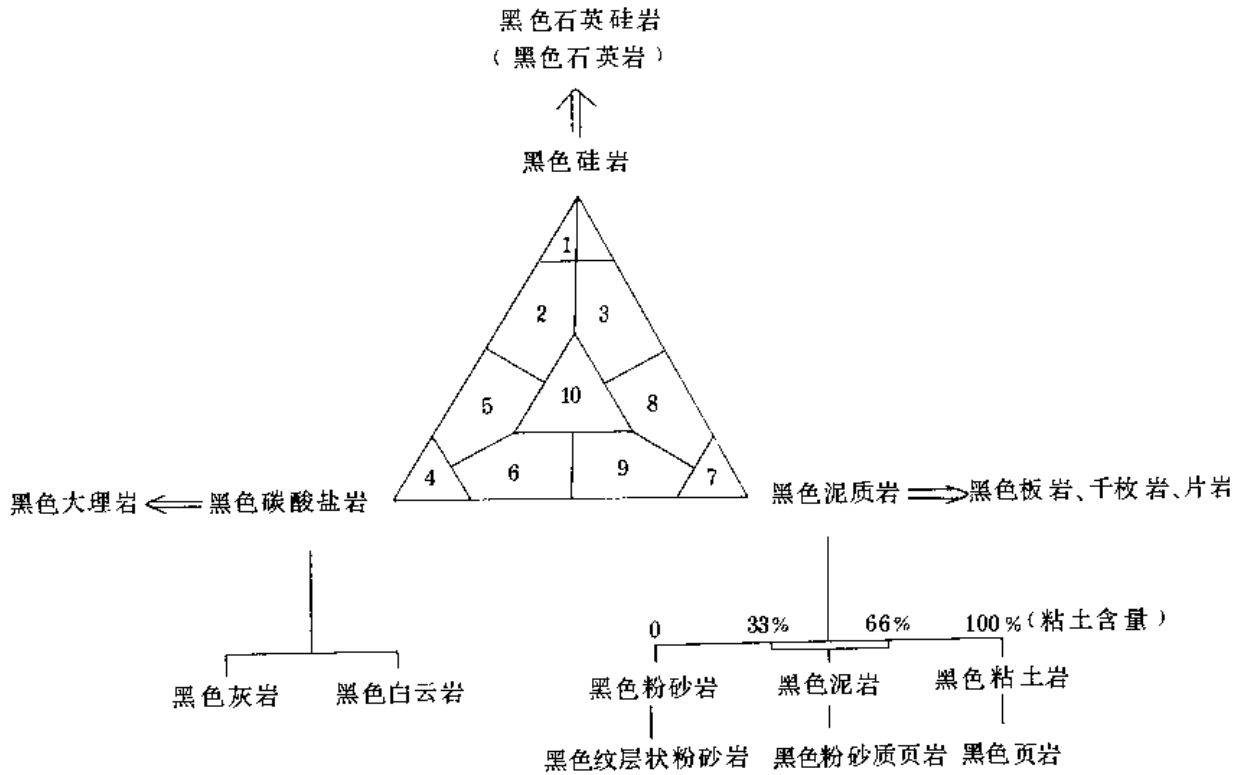 黑色石英硅岩
（黑色石英岩）
黑色硅岩
1
2
3
10
5
8
4
6
9
7
黑色大理岩
黑色碳酸盐岩
黑色泥质岩
黑色板岩、千枚岩、片岩
0
33%
66%
100%(粘土含量)
黑色灰岩
黑色白云岩
黑色粉砂岩
黑色泥岩
黑色粘土岩
黑色纹层状粉砂岩
黑色粉砂质页岩
黑色页岩